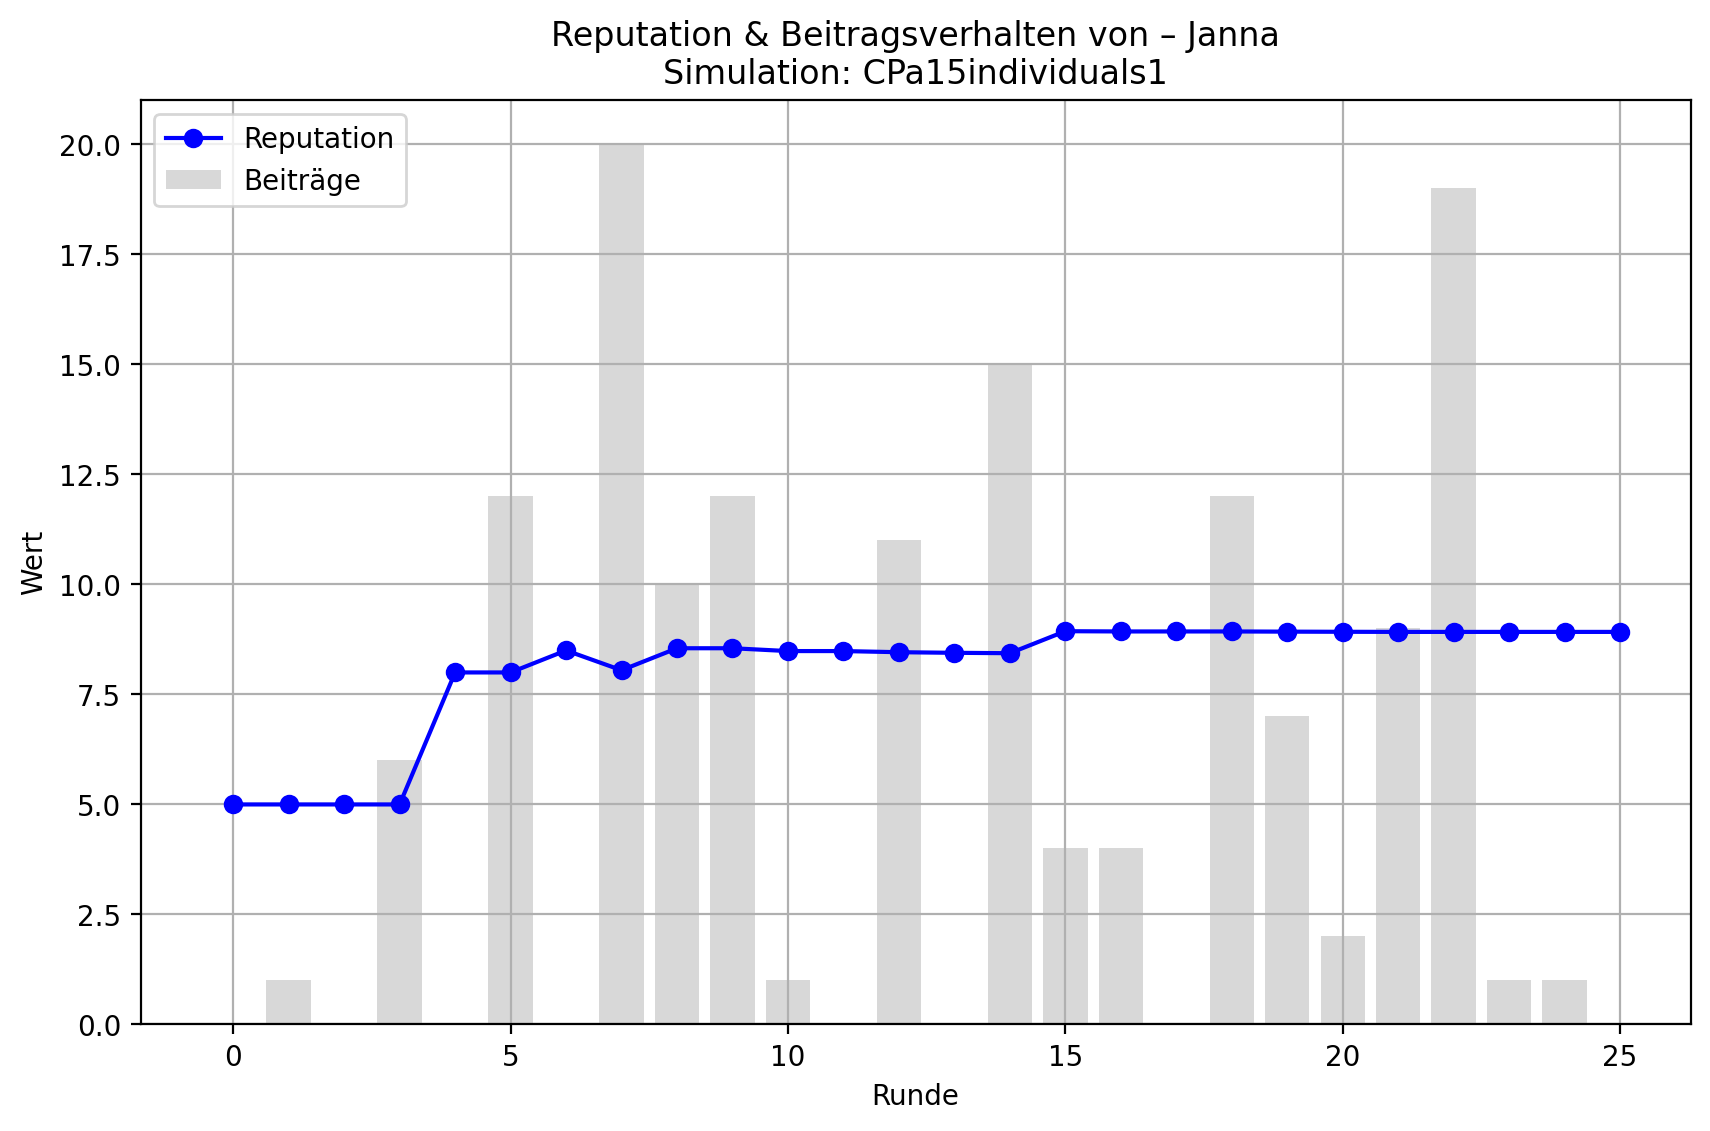 Reputation & Beitragsverhalten von – Janna
Simulation: CPa15individuals1
Reputation
Beiträge
20.0
17.5
15.0
12.5
10.0
7.5
5.0
2.5
0.0
Wert
0 5 10 15 20 25
Runde